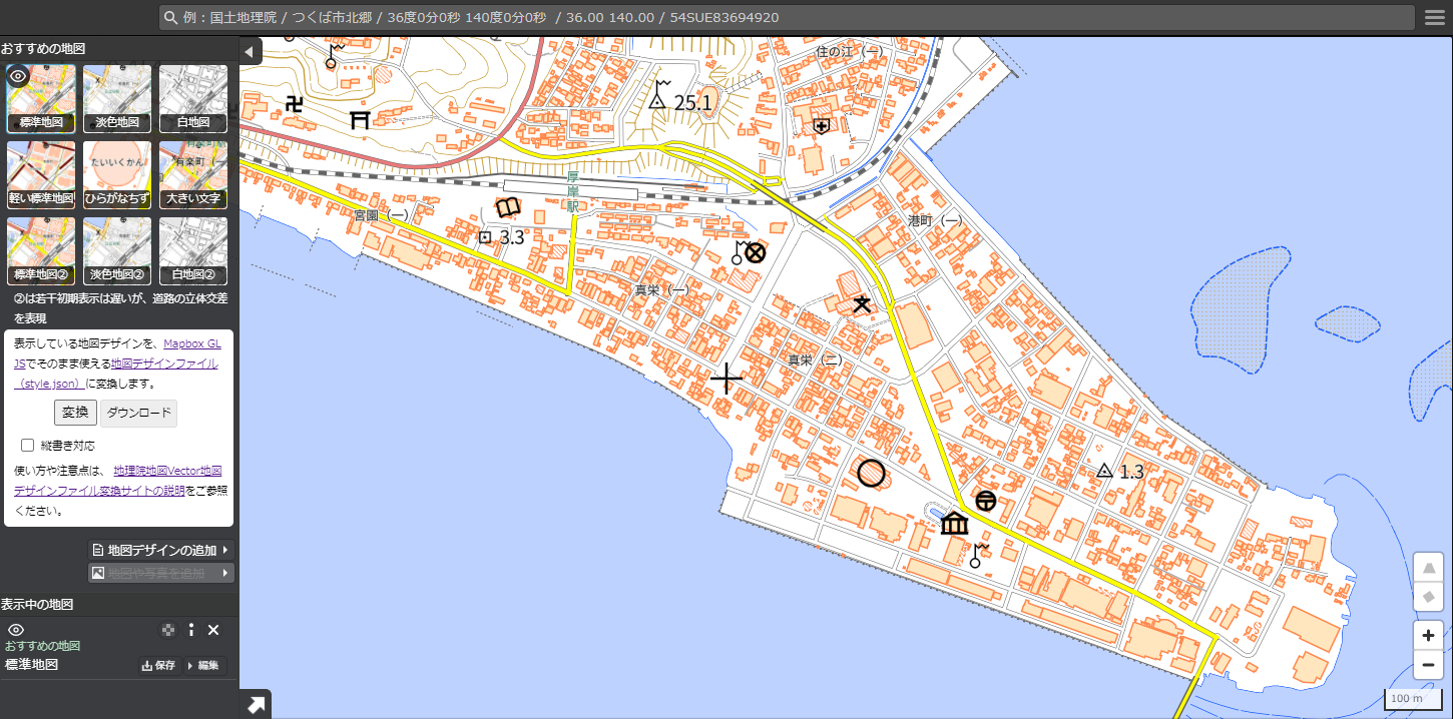 例：国土地理院 / つくば市北郷 / 36度0分0秒 140度0分0秒 / 36.00 140.00 / 54SUE83694920
おすすめの地図
標準地図
淡色地図
白地図
軽い標準地図
たいいくかん
ひらがなちず
有楽町
大きい文字
標準地図②
淡色地図②
白地図②
②は若干初期表示は遅いが、道路の立体交差
を表現
表示している地図デザインを、Mapbox GL
JSでそのまま使える地図デザインファイル
（style.json）に変換します。
変換
ダウンロード
縦書き対応
使い方や注意点は、 地理院地図Vector地図
デザインファイル変換サイトの説明をご参照
ください。
地図デザインの追加
地図や写真を追加
表示中の地図
おすすめの地図
標準地図
保存
編集
住の江（一）
25.1
厚岸駅
宮園（一）
3.3
港町（一）
真栄（一）
真栄（二）
1.3
100 m